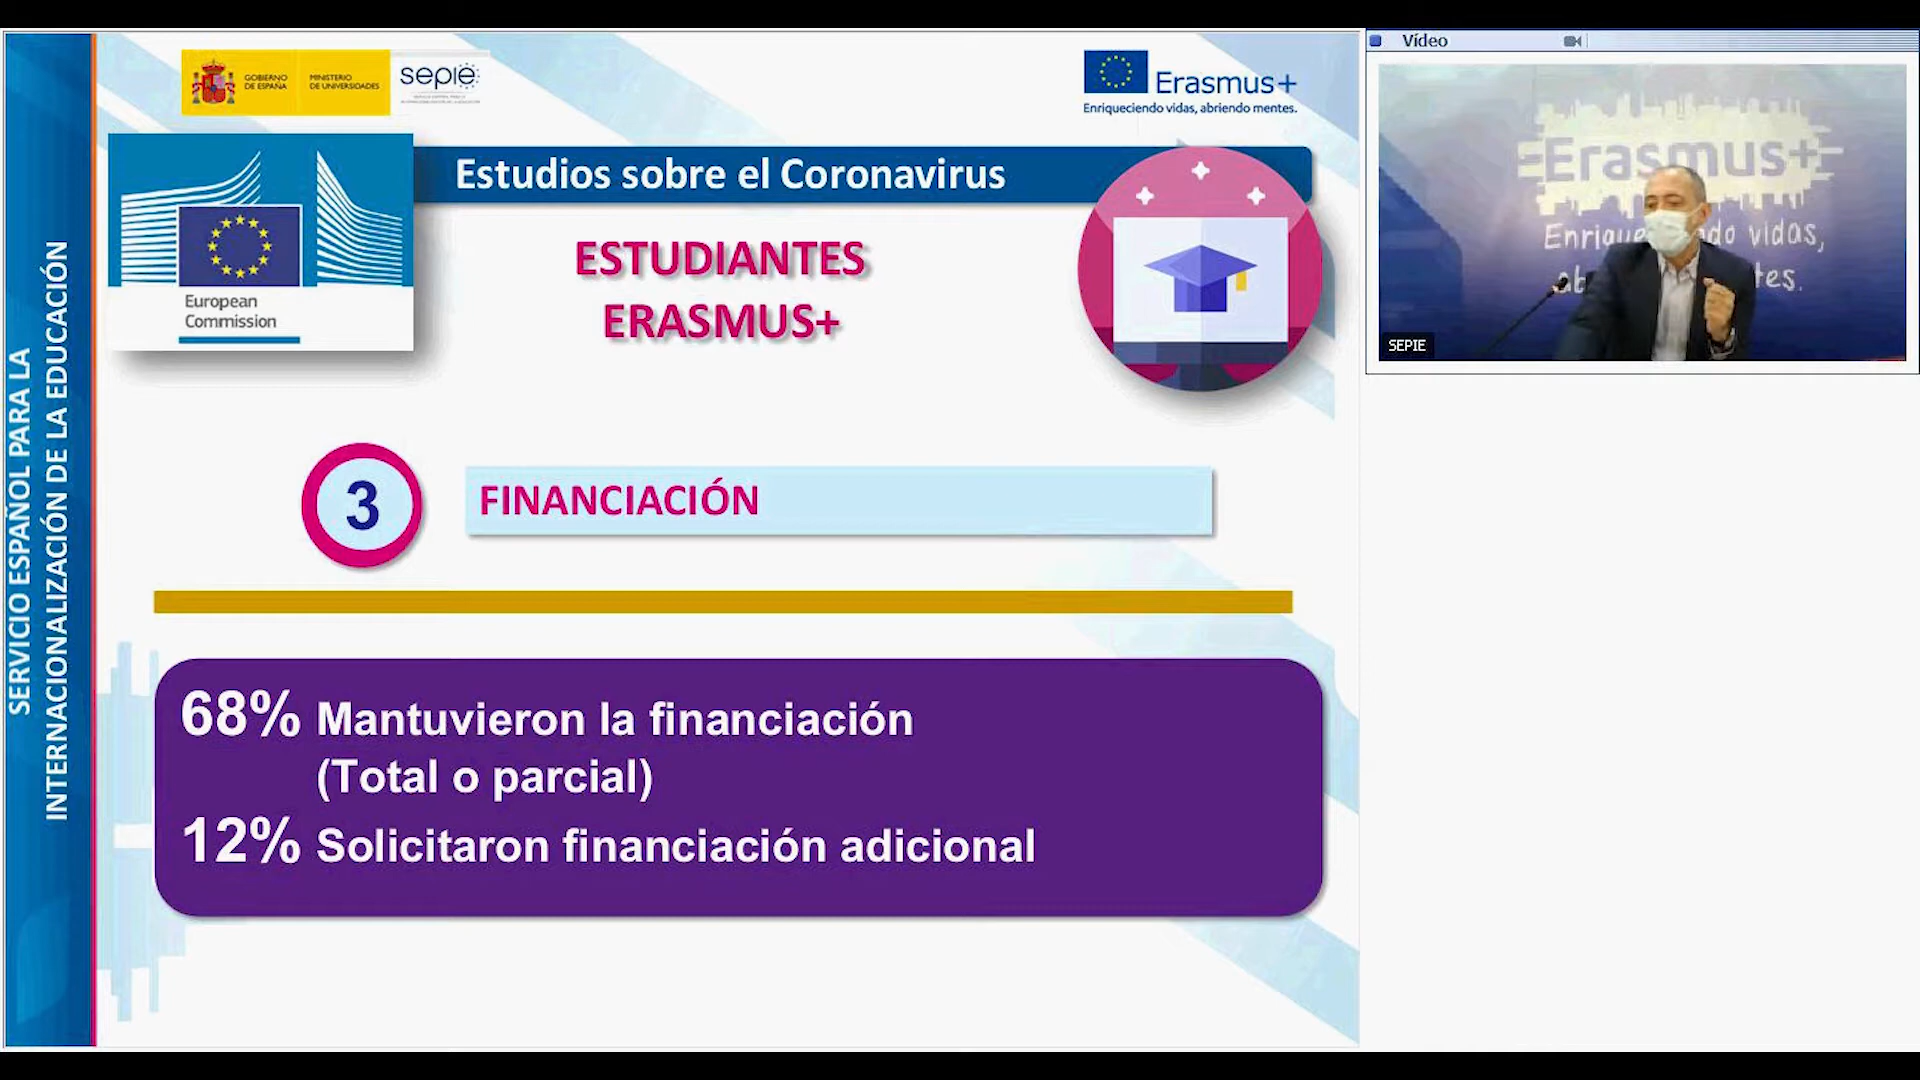 SERVICIO ESPAÑOL PARA LA
INTERNACIONALIZACIÓN DE LA EDUCACIÓN
GOBIERNO
DE ESPAÑA
MINISTERIO
DE UNIVERSIDADES
sepie
Erasmus+
Enriqueciendo vidas, abriendo mentes.
European
Commission
Estudios sobre el Coronavirus
ESTUDIANTES
ERASMUS+
3
FINANCIACIÓN
68% Mantuvieron la financiación
(Total o parcial)
12% Solicitaron financiación adicional
Vídeo
Erasmus+
vidas,
SEPIE